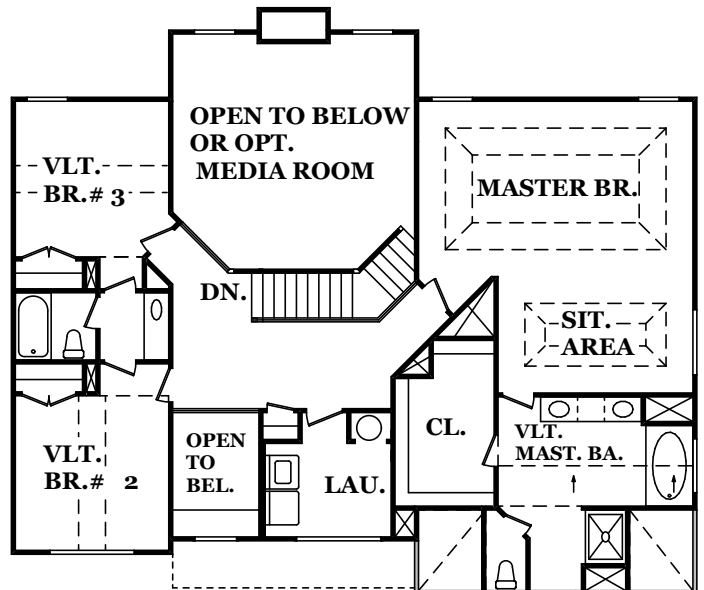 OPEN TO BELOW
OR OPT.
MEDIA ROOM
VLT.
BR.# 3
MASTER BR.
DN.
SIT.
AREA
VLT.
BR.# 2
OPEN
TO
BEL.
LAU.
CL.
VLT.
MAST. BA.